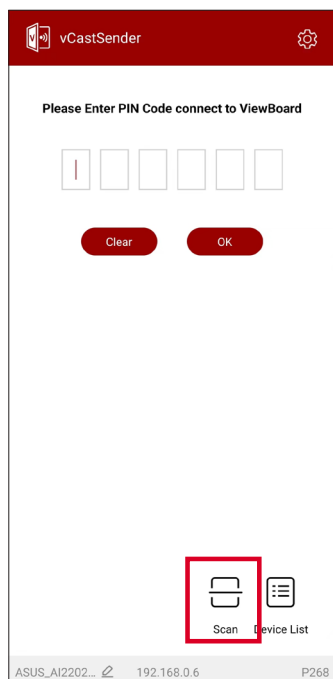 vCastSender
Please Enter PIN Code connect to ViewBoard
Clear OK
Scan Device List
ASUS_AI2202... 192.168.0.6 P268